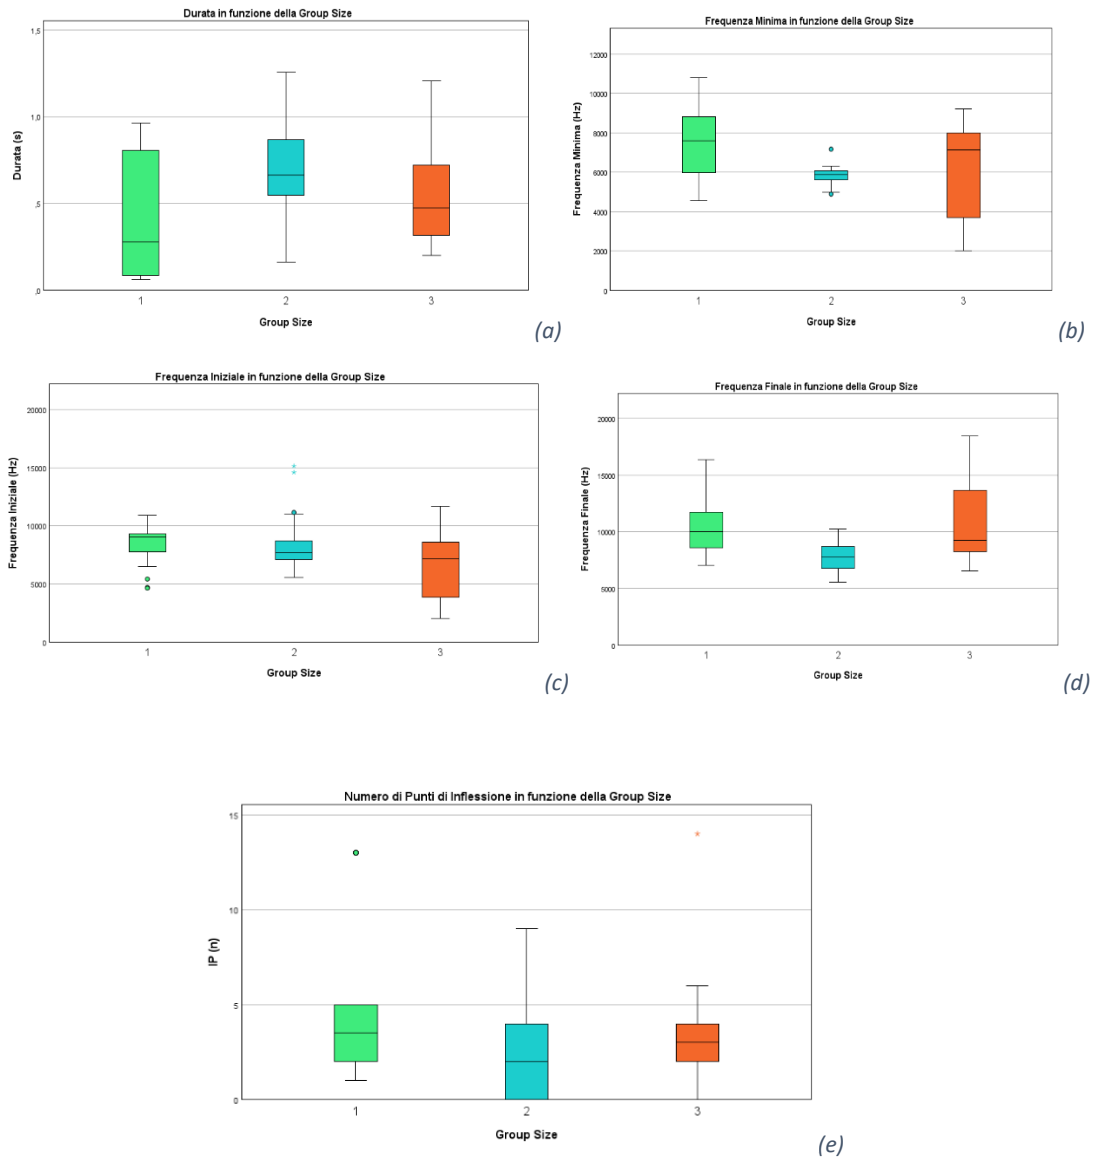 Durata in funzione della Group Size
1,5
1,0
,5
,0
Durata (s)
1 2 3
Group Size
(a)
Frequenza Minima in funzione della Group Size
12000
10000
8000
6000
4000
2000
0
Frequenza Minima (Hz)
1 2 3
Group Size
(b)
Frequenza Iniziale in funzione della Group Size
20000
15000
10000
5000
0
Frequenza Iniziale (Hz)
1 2 3
Group Size
(c)
Frequenza Finale in funzione della Group Size
20000
15000
10000
5000
0
Frequenza Finale (Hz)
1 2 3
Group Size
(d)
Numero di Punti di Inflessione in funzione della Group Size
15
10
5
0
IP (n)
1 2 3
Group Size
(e)